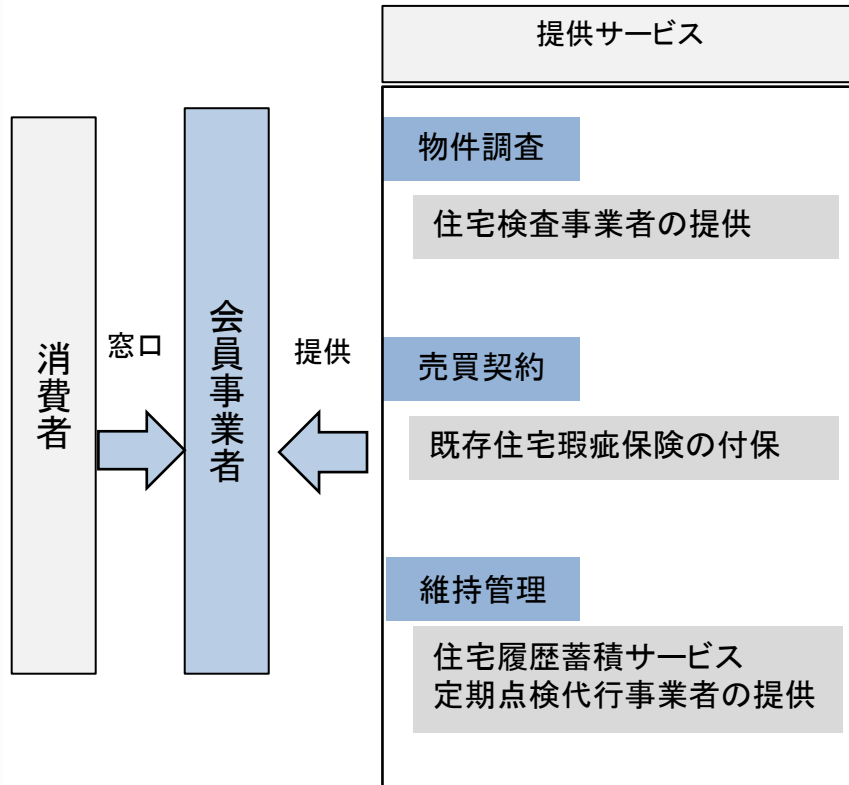 提供サービス
消費者
窓口
会員事業者
提供
物件調査
住宅検査事業者の提供
売買契約
既存住宅瑕疵保険の付保
維持管理
住宅履歴蓄積サービス
定期点検代行事業者の提供